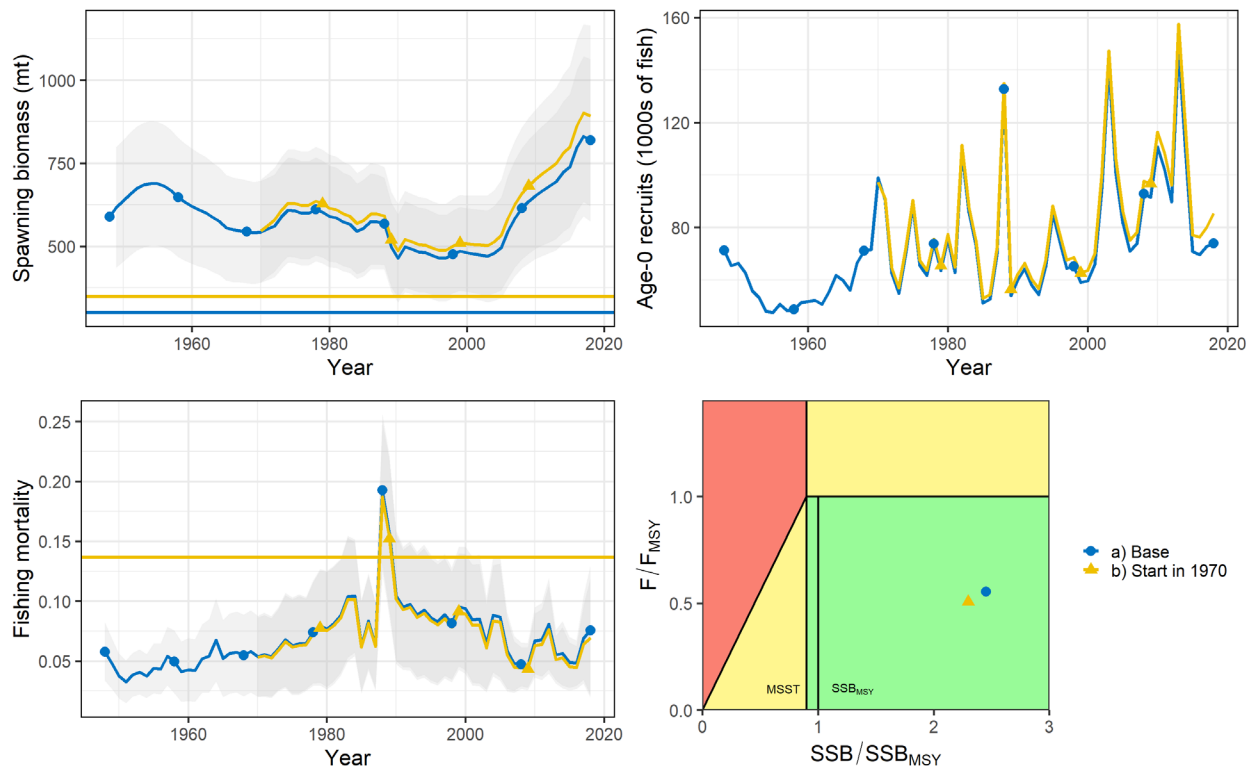 Spawning biomass (mt)
1000
750
500
1960
1980
2000
2020
Year
Age-0 recruits (1000s of fish)
160
120
80
1960
1980
2000
2020
Year
Fishing mortality
0.25
0.20
0.15
0.10
0.05
1960
1980
2000
2020
Year
F/FMSY
1.0
0.5
0.0
MSST
SSBMSY
0
1
2
3
SSB/SSBMSY
a) Base
b) Start in 1970